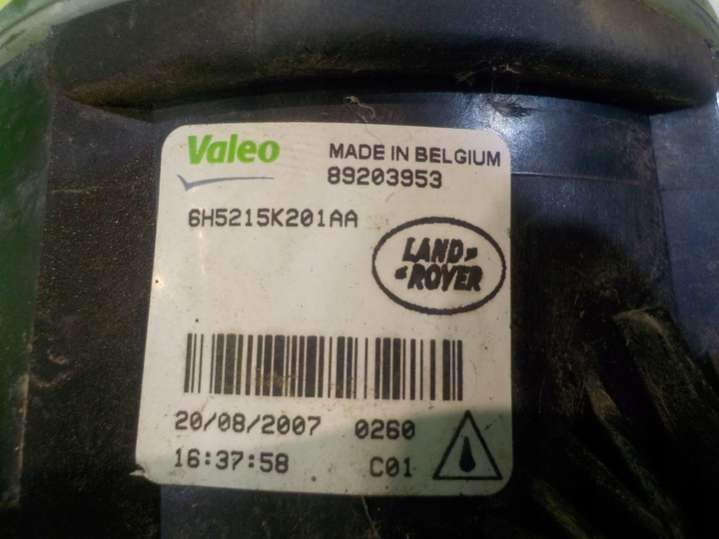 Valeo
MADE IN BELGIUM
89203953
6H5215K201AA
LAND
ROVER
20/08/2007 0260
16:37:58 C01